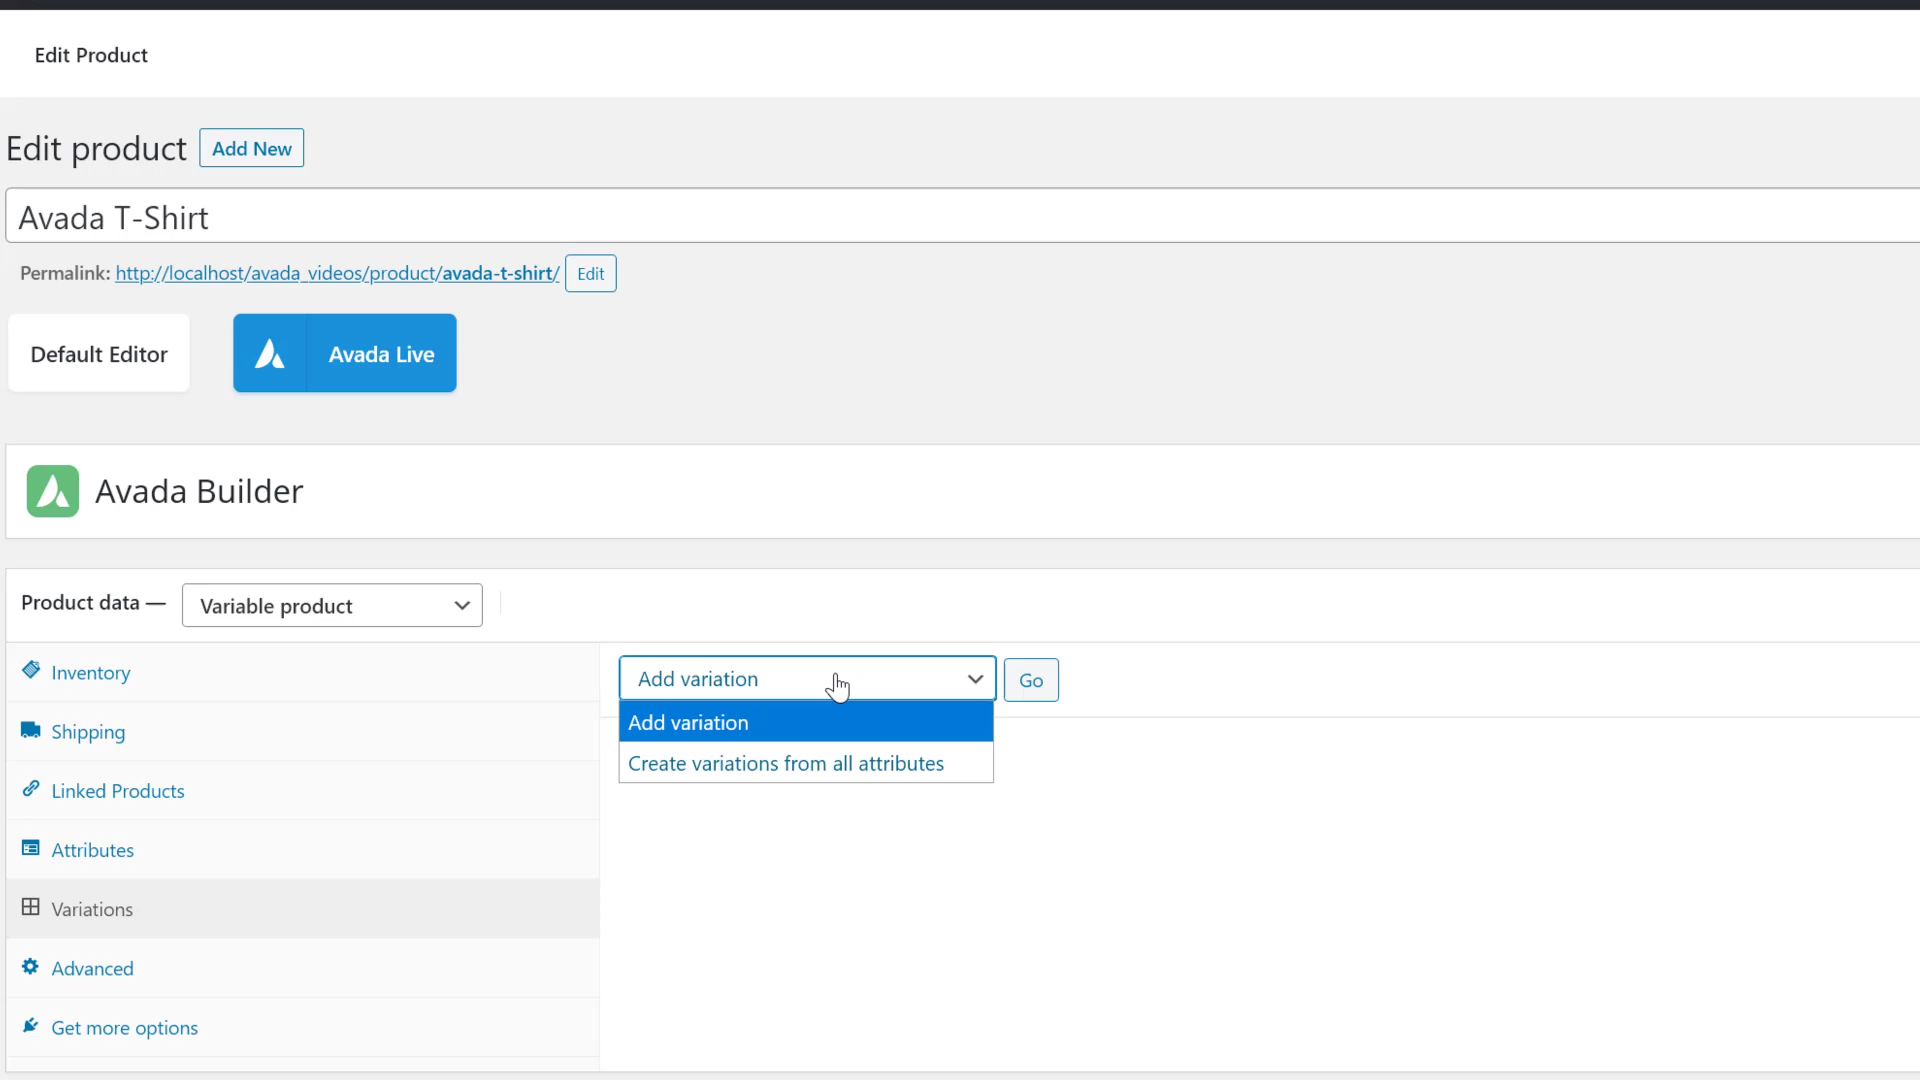 Edit Product
Edit product Add New
Avada T-Shirt
Permalink: http://localhost/avada_videos/product/avada-t-shirt/ Edit
Default Editor Avada Live
Avada Builder
Product data — Variable product
Inventory
Shipping
Linked Products
Attributes
Variations
Advanced
Get more options
Add variation Go
Add variation
Create variations from all attributes